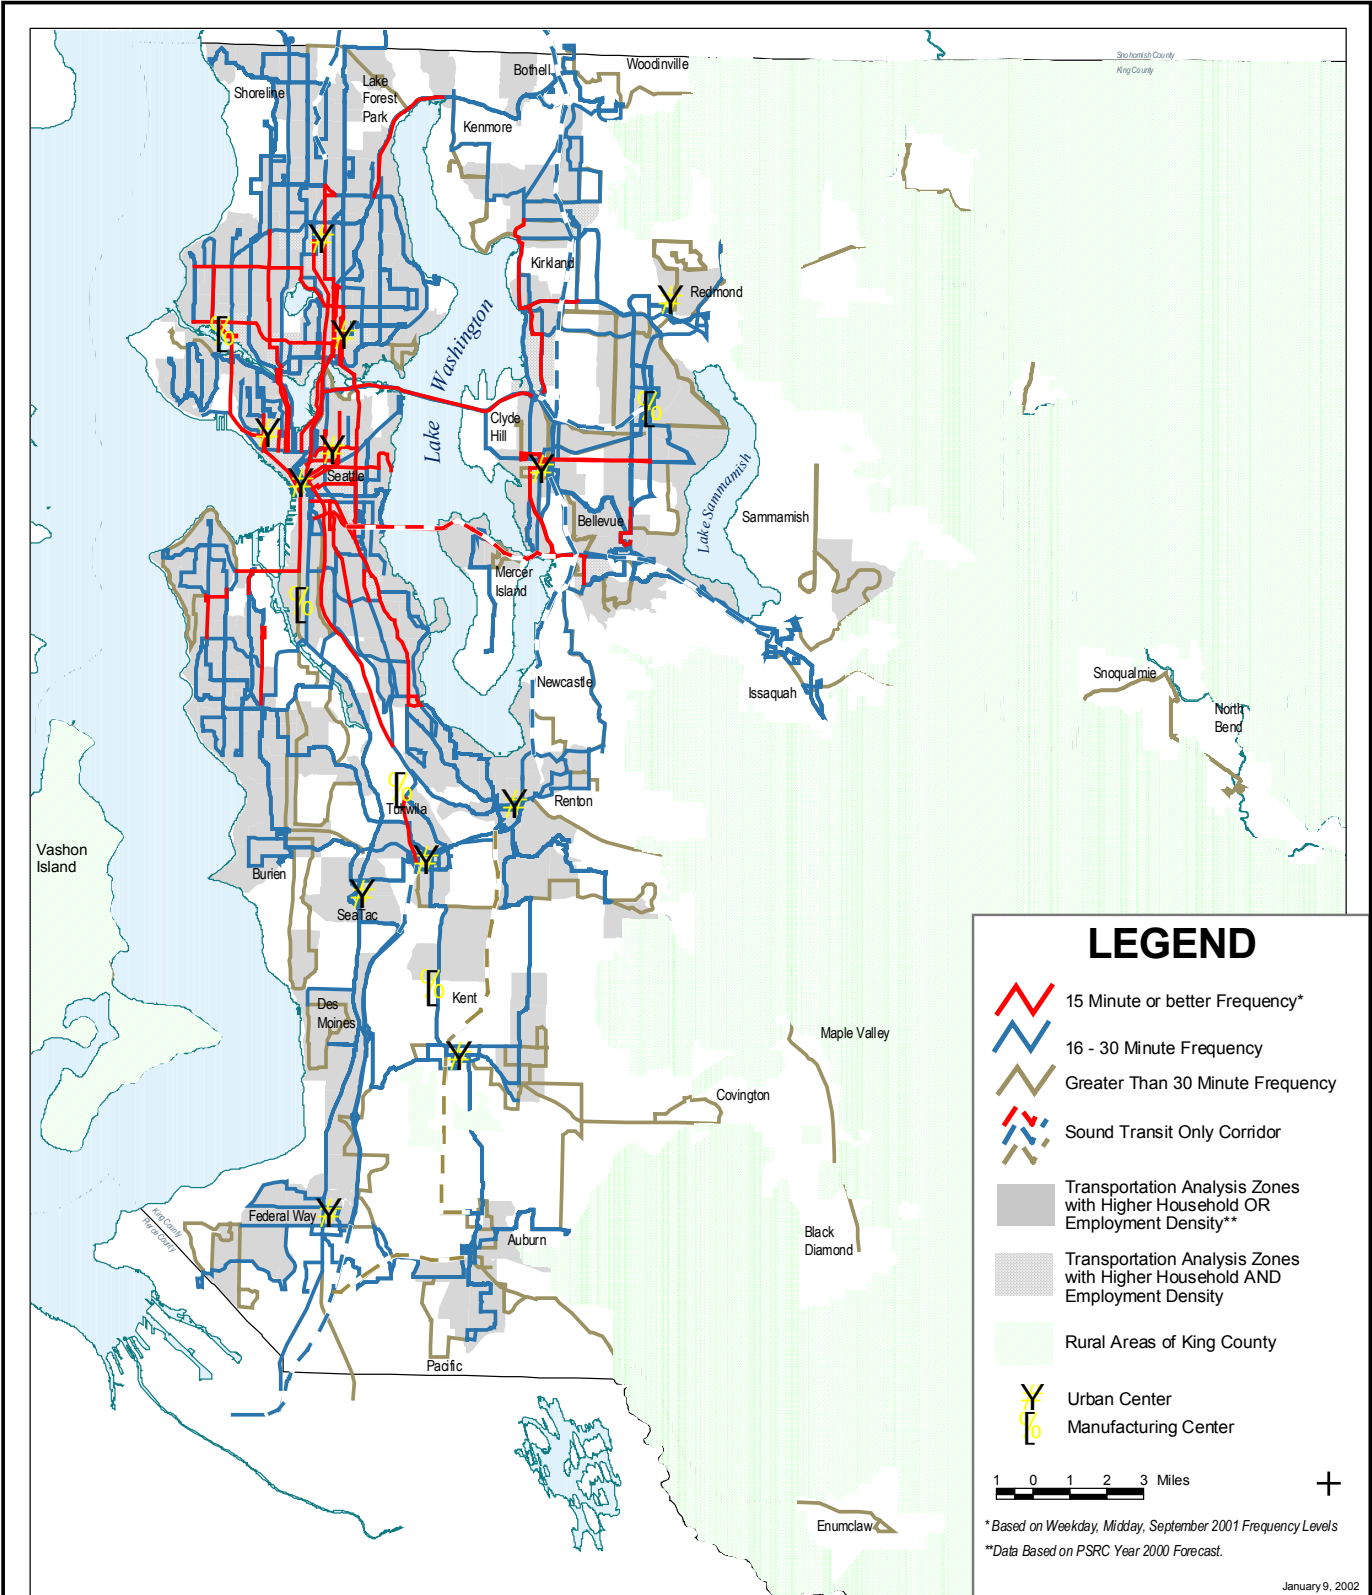 Snohomish County
King County
Woodinville
Bothell
Lake
Forest
Park
Shoreline
Kenmore
Kirkland
Redmond
Lake Washington
Clyde
Hill
Seattle
Lake Sammamish
Sammamish
Bellevue
Mercer
Island
Newcastle
Issaquah
Snoqualmie
North
Bend
Renton
Tukwila
Vashon
Island
Burien
SeaTac
Kent
Des
Moines
Maple Valley
Covington
King County
Pierce County
Federal Way
Auburn
Black
Diamond
Pacific
Enumclaw
LEGEND
15 Minute or better Frequency*
16 - 30 Minute Frequency
Greater Than 30 Minute Frequency
Sound Transit Only Corridor
Transportation Analysis Zones
with Higher Household OR
Employment Density**
Transportation Analysis Zones
with Higher Household AND
Employment Density
Rural Areas of King County
Urban Center
Manufacturing Center
1 0 1 2 3 Miles
* Based on Weekday, Midday, September 2001 Frequency Levels
**Data Based on PSRC Year 2000 Forecast.
January 9, 2002